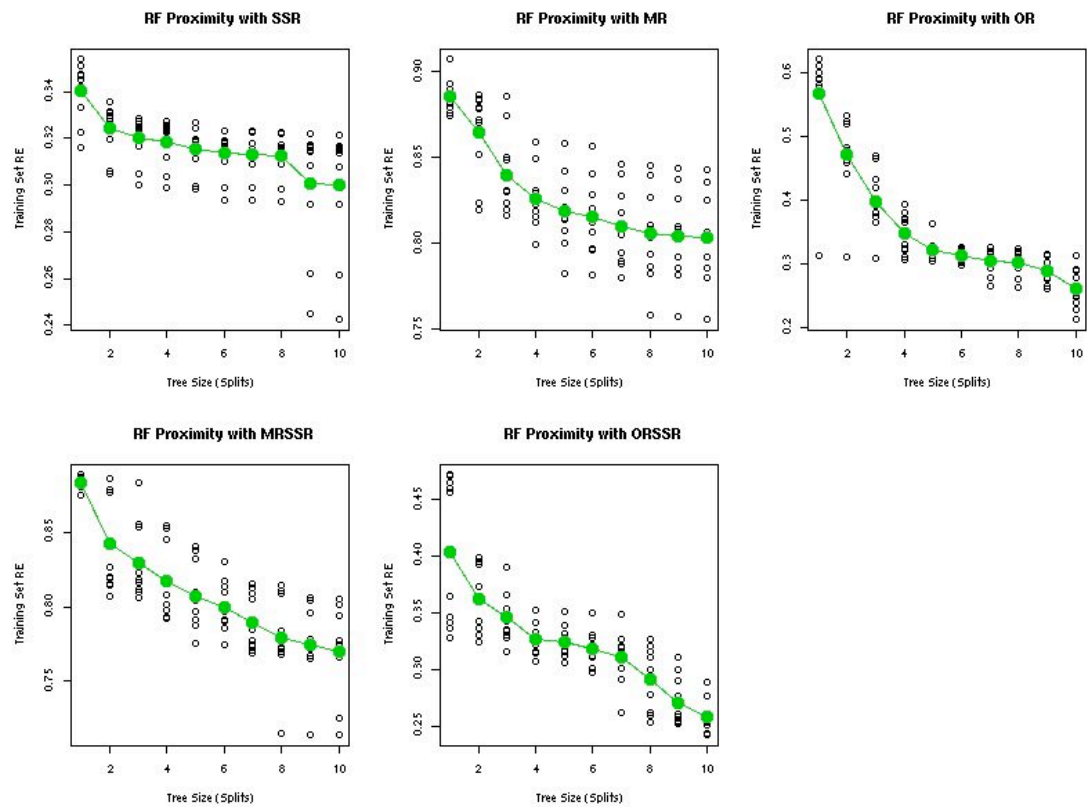 RF Proximity with SSR
Training Set RE
0.24 0.26 0.28 0.30 0.32 0.34
2 4 6 8 10
Tree Size (Splits)
RF Proximity with MR
Training Set RE
0.75 0.80 0.85 0.90
2 4 6 8 10
Tree Size (Splits)
RF Proximity with OR
Training Set RE
0.2 0.3 0.4 0.5 0.6
2 4 6 8 10
Tree Size (Splits)
RF Proximity with MRSSR
Training Set RE
0.75 0.80 0.85
2 4 6 8 10
Tree Size (Splits)
RF Proximity with ORSSR
Training Set RE
0.25 0.30 0.35 0.40 0.45
2 4 6 8 10
Tree Size (Splits)